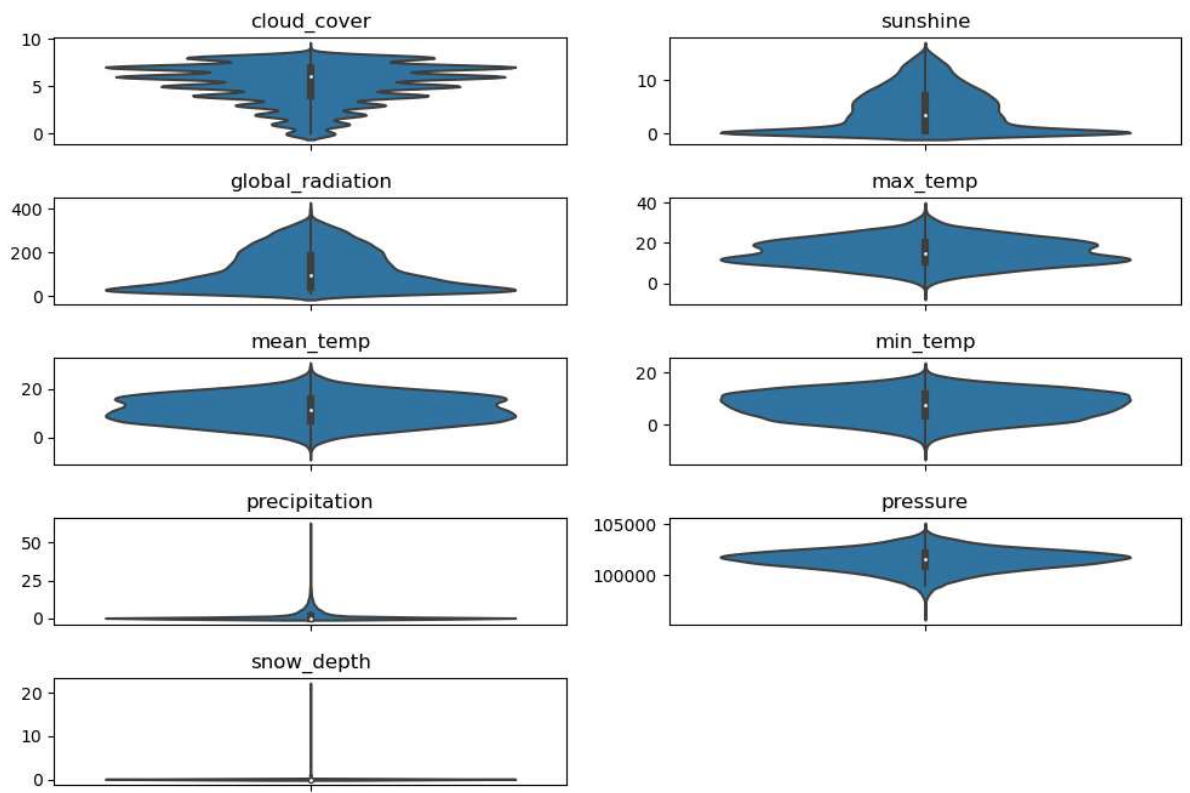 cloud_cover
10
5
0
sunshine
10
0
global_radiation
400
200
0
max_temp
40
20
0
mean_temp
20
0
min_temp
20
0
precipitation
50
25
0
pressure
105000
100000
snow_depth
20
10
0